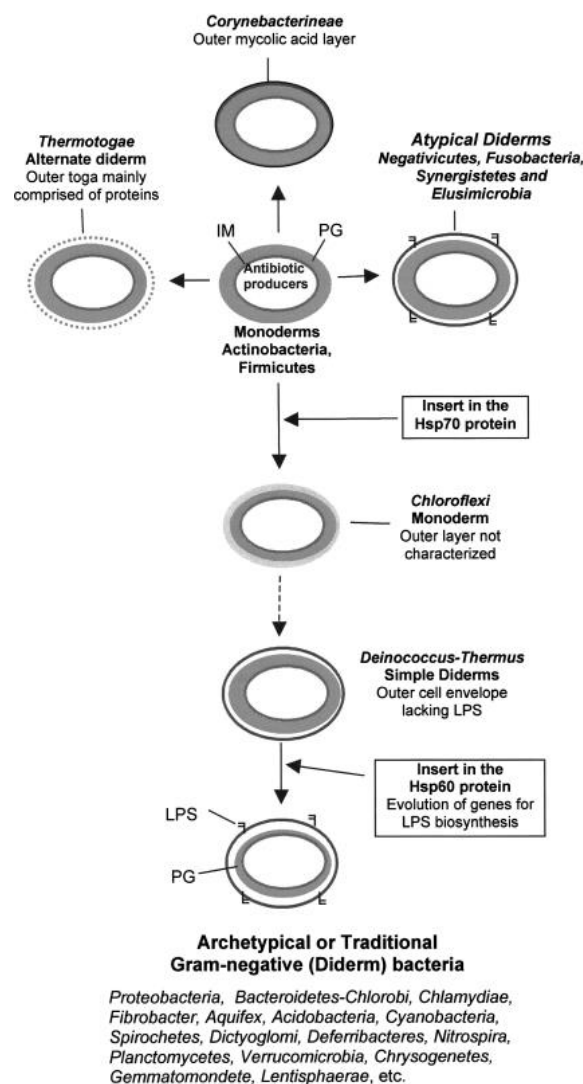 Corynebacterineae
Outer mycolic acid layer
Thermotogae
Alternate diderm
Outer toga mainly
comprised of proteins
Atypical Diderms
Negativicutes, Fusobacteria,
Synergistetes and
Elusimicrobia
IM
PG
Antibiotic
producers
Monoderms
Actinobacteria,
Firmicutes
Insert in the
Hsp70 protein
Chloroflexi
Monoderm
Outer layer not
characterized
Deinococcus-Thermus
Simple Diderms
Outer cell envelope
lacking LPS
Insert in the
Hsp60 protein
Evolution of genes for
LPS biosynthesis
LPS
PG
Archetypical or Traditional
Gram-negative (Diderm) bacteria
Proteobacteria, Bacteroidetes-Chlorobi, Chlamydiae,
Fibrobacter, Aquifex, Acidobacteria, Cyanobacteria,
Spirochetes, Dictyoglomi, Deferribacteres, Nitrospira,
Planctomycetes, Verrucomicrobia, Chrysogenetes,
Gemmatomondete, Lentisphaerae, etc.